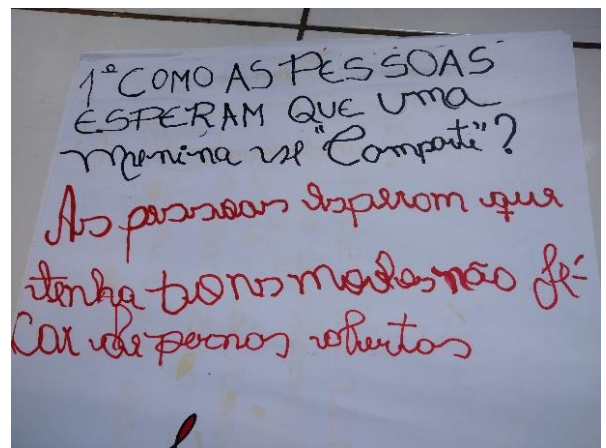 1º COMO AS PESSOAS
ESPERAM QUE Uma
menina se "Comporte"?
As pessoas esperam que
tenha bons modos não fi-
car de pernas abertas